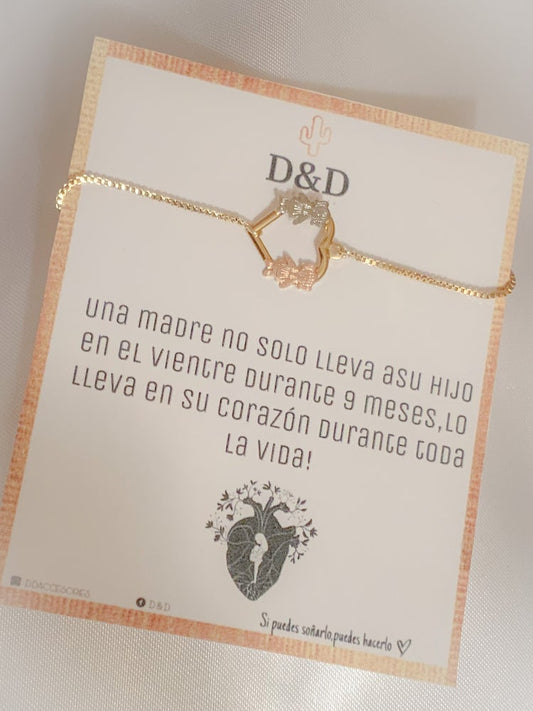 D&D
una madre no solo lleva asu hijo
en el vientre durante 9 meses,lo
lleva en su corazón durante toda
la vida!
DDACCESORIES
D&D
Si puedes soñarlo,puedes hacerlo